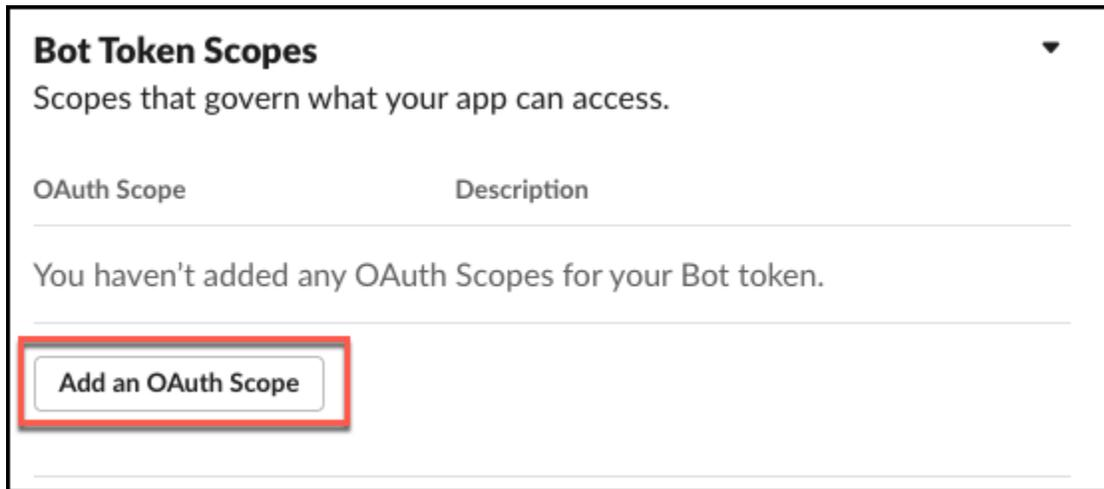 Bot Token Scopes
Scopes that govern what your app can access.
OAuth Scope Description
You haven’t added any OAuth Scopes for your Bot token.
Add an OAuth Scope